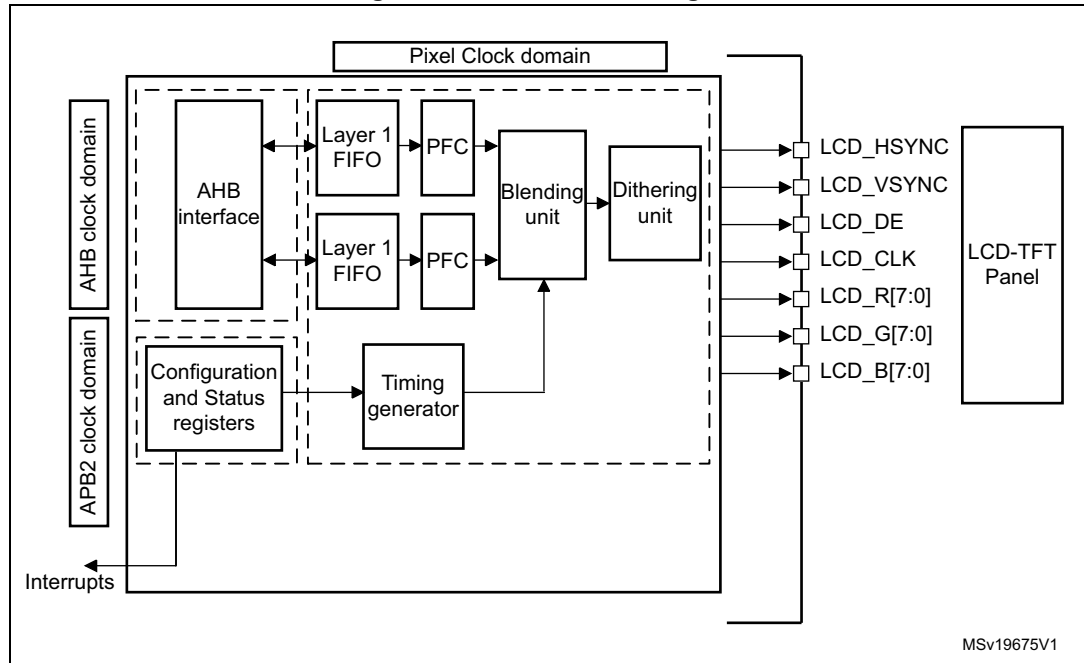 Pixel Clock domain
AHB clock domain
AHB
interface
Layer 1
FIFO
PFC
Layer 1
FIFO
PFC
Blending
unit
Dithering
unit
APB2 clock domain
Configuration
and Status
registers
Timing
generator
Interrupts
LCD_HSYNC
LCD_VSYNC
LCD_DE
LCD_CLK
LCD_R[7:0]
LCD_G[7:0]
LCD_B[7:0]
LCD-TFT
Panel
MSv19675V1